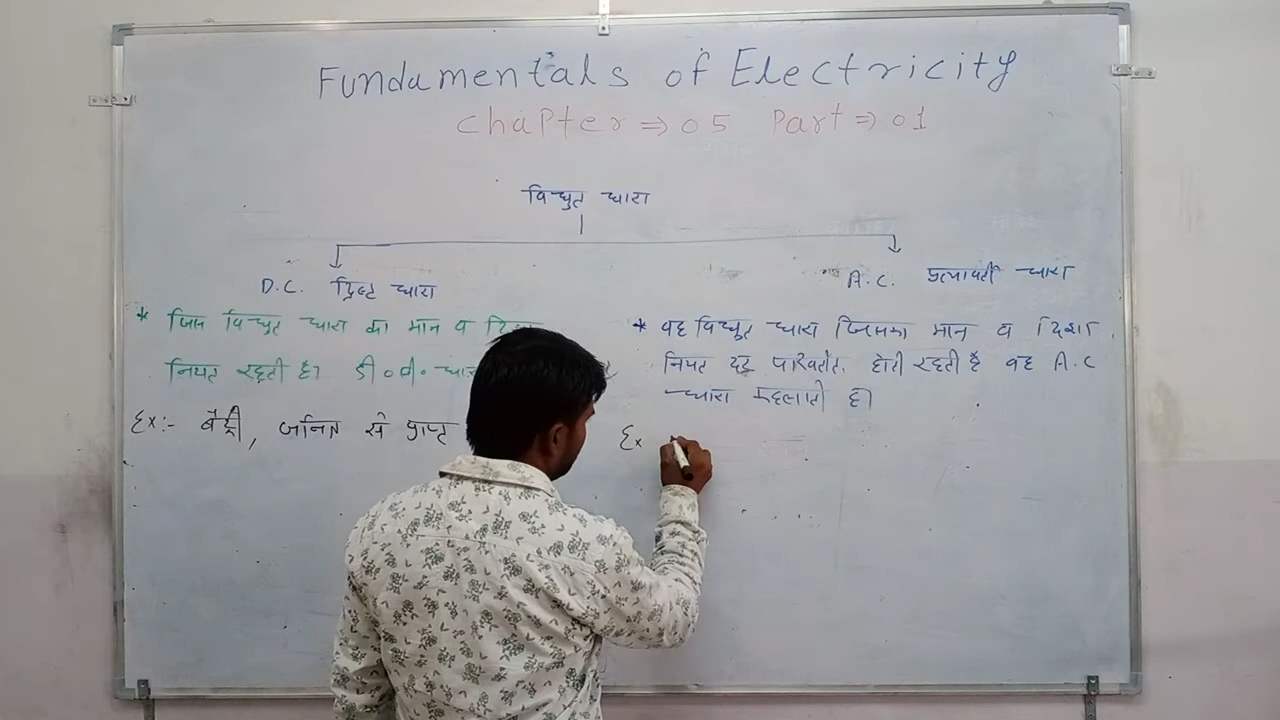 Fundamentals of Electricity
Chapter ⇒ 05 Part ⇒ 01
विद्युत धारा
D.C. दिष्ट धारा
A.C. प्रत्यावर्ती धारा
* जिस विद्युत धारा का मान व दिशा
नियत रहती है। डी०सी० धारा
Ex:- बैट्री, जनित्र से प्राप्त
* वह विद्युत धारा जिसका मान व दिशा
नियत दर परिवर्तित होती रहती है वह A.C
धारा कहलाती है।
Ex